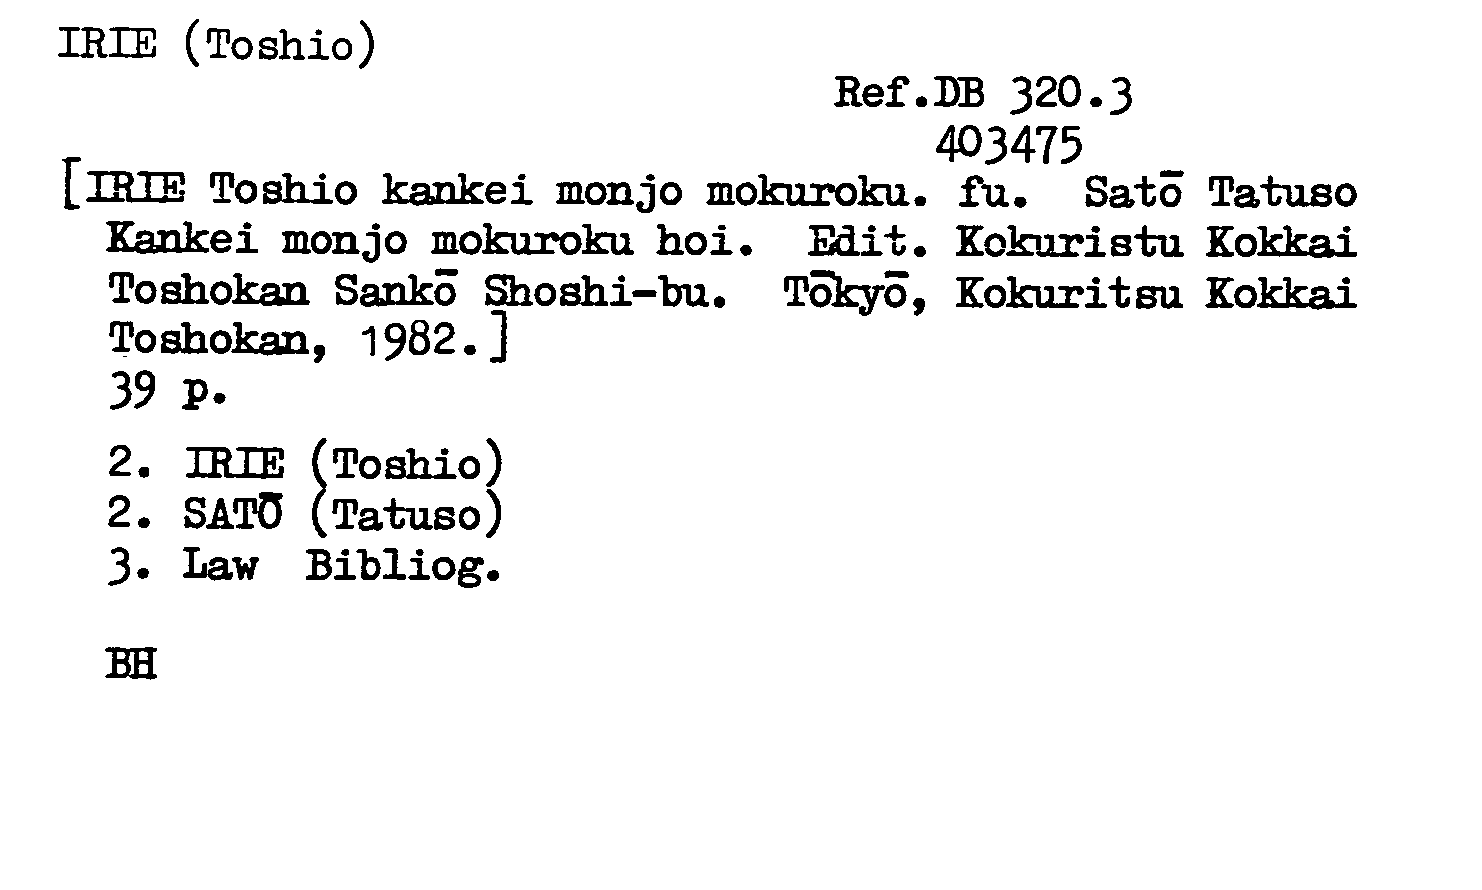 IRIE (Toshio)
Ref.DB 320.3
403475
[IRIE Toshio kankei monjo mokuroku. fu. Satō Tatuso
Kankei monjo mokuroku hoi. Edit. Kokuristu Kokkai
Toshokan Sankō Shoshi-bu. Tōkyō, Kokuritsu Kokkai
Toshokan, 1982.]
39 p.
2. IRIE (Toshio)
2. SATŌ (Tatuso)
3. Law Bibliog.
BH